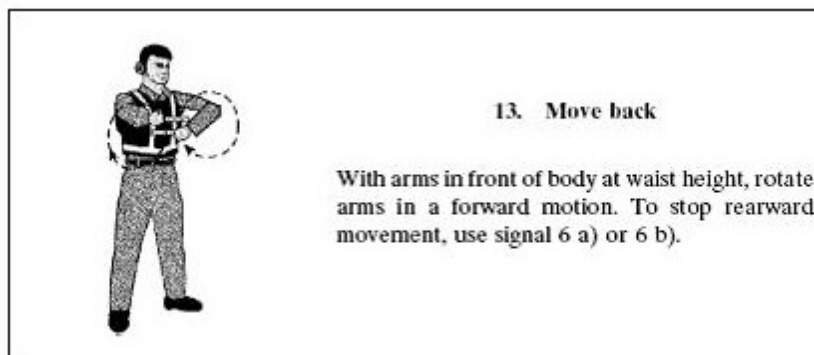 13. Move back
With arms in front of body at waist height, rotate
arms in a forward motion. To stop rearward
movement, use signal 6 a) or 6 b).